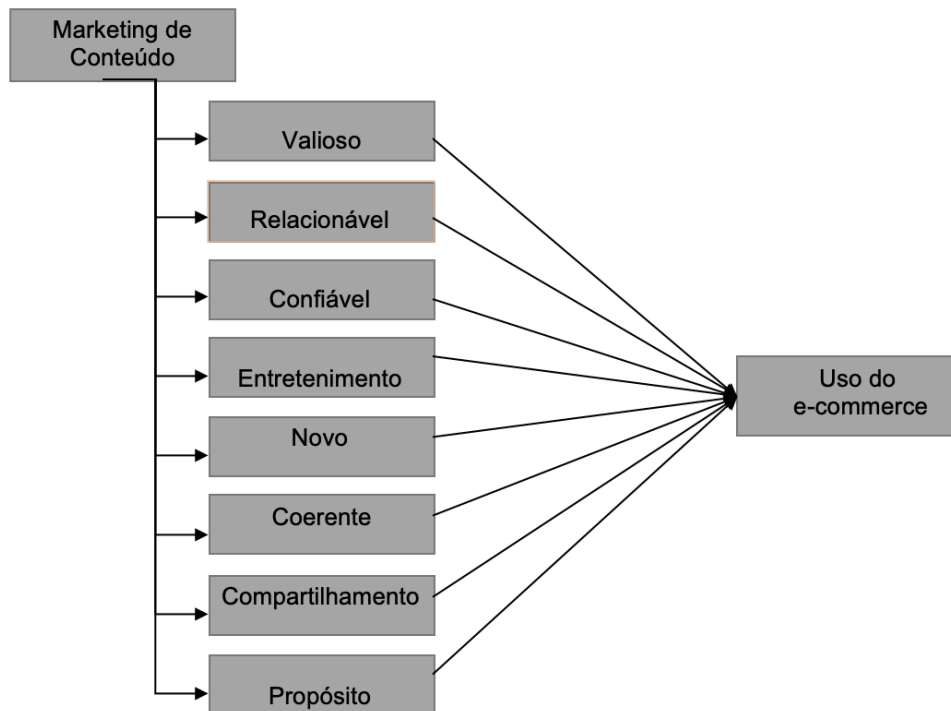 Marketing de
Conteúdo
Valioso
Relacionável
Confiável
Entretenimento
Uso do
e-commerce
Novo
Coerente
Compartilhamento
Propósito